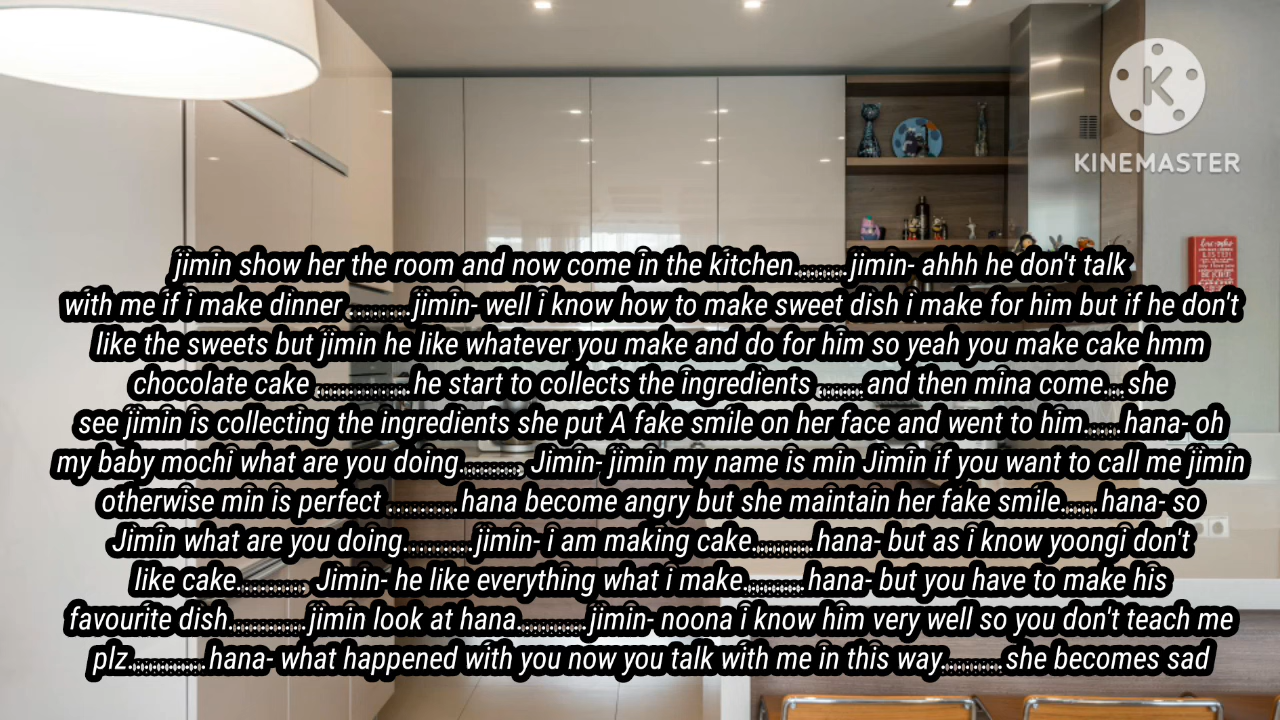 KINEMASTER
jimin show her the room and now come in the kitchen.........jimin- ahhh he don't talk
with me if i make dinner ...........jimin- well i know how to make sweet dish i make for him but if he don't
like the sweets but jimin he like whatever you make and do for him so yeah you make cake hmm
chocolate cake .................he start to collects the ingredients ........and then mina come....she
see jimin is collecting the ingredients she put A fake smile on her face and went to him......hana- oh
my baby mochi what are you doing........... Jimin- jimin my name is min Jimin if you want to call me jimin
otherwise min is perfect ............hana become angry but she maintain her fake smile......hana- so
Jimin what are you doing............jimin- i am making cake...........hana- but as i know yoongi don't
like cake............ Jimin- he like everything what i make..........hana- but you have to make his
favourite dish.............jimin look at hana............jimin- noona i know him very well so you don't teach me
plz.............hana- what happened with you now you talk with me in this way..........she becomes sad